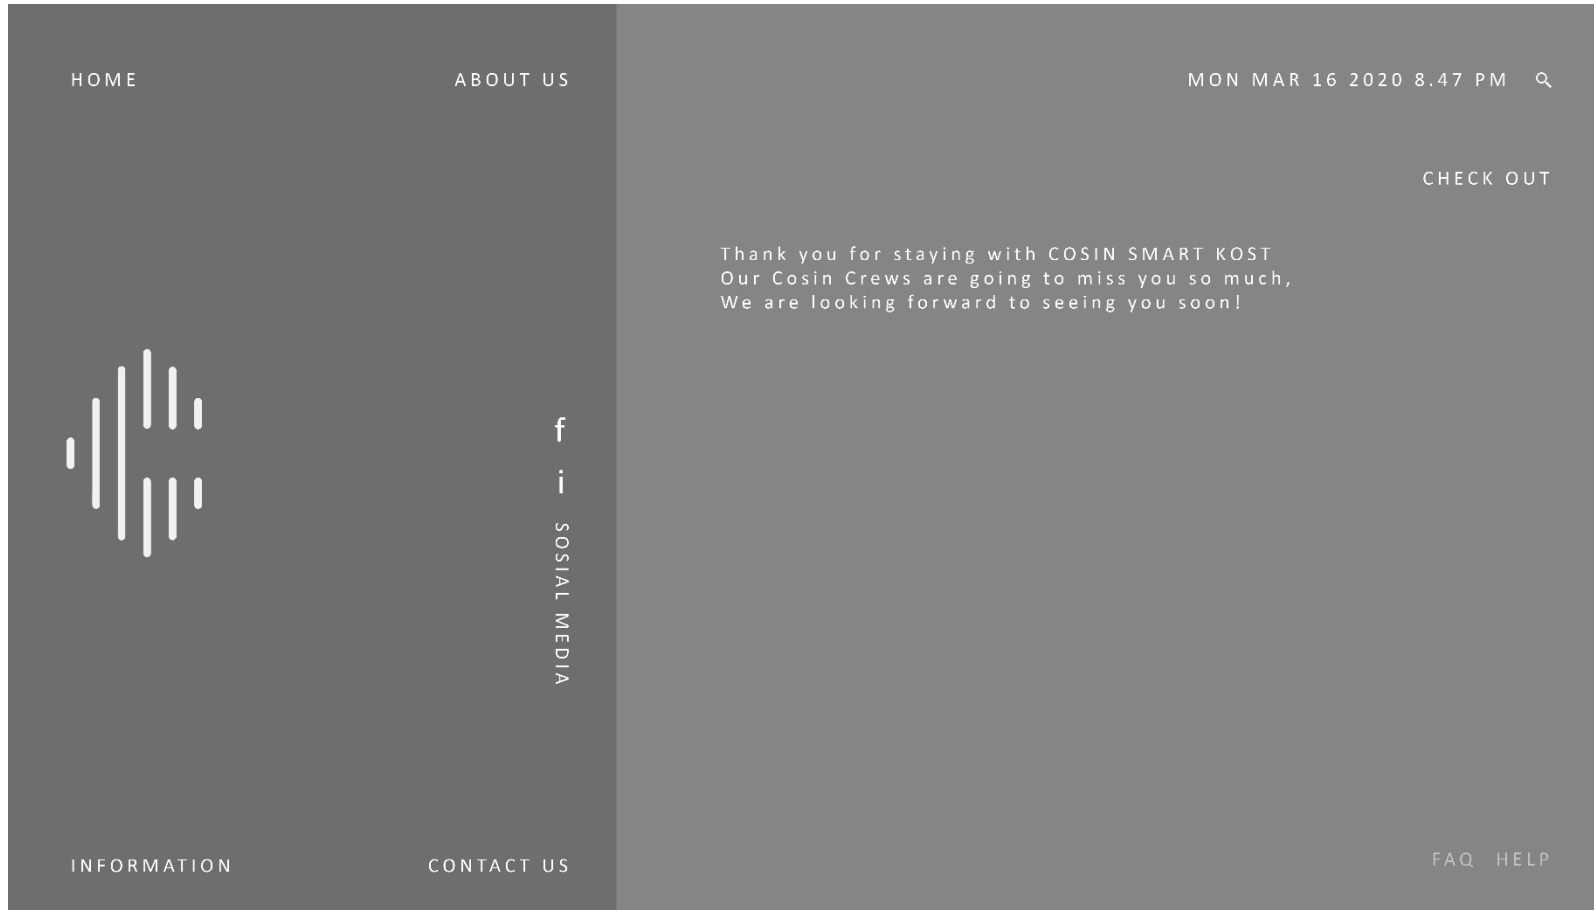 HOME
ABOUT US
MON MAR 16 2020 8.47 PM
CHECK OUT
Thank you for staying with COSIN SMART KOST
Our Cosin Crews are going to miss you so much,
We are looking forward to seeing you soon!
f
i
SOSIAL MEDIA
INFORMATION
CONTACT US
FAQ HELP